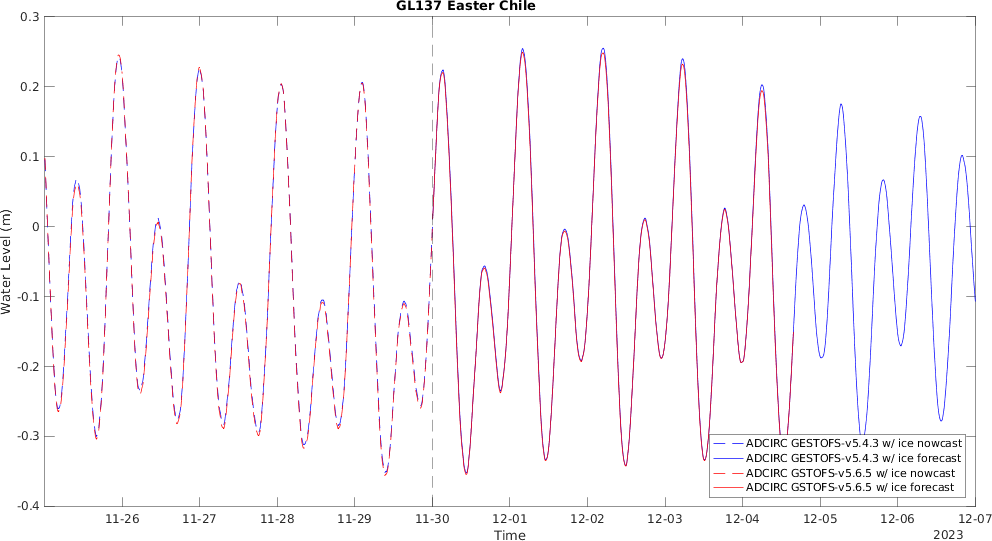 GL137 Easter Chile
0.3
0.2
0.1
0
-0.1
-0.2
-0.3
-0.4
Water Level (m)
ADCIRC GESTOFS-v5.4.3 w/ ice nowcast
ADCIRC GESTOFS-v5.4.3 w/ ice forecast
ADCIRC GSTOFS-v5.6.5 w/ ice nowcast
ADCIRC GSTOFS-v5.6.5 w/ ice forecast
11-26 11-27 11-28 11-29 11-30 12-01 12-02 12-03 12-04 12-05 12-06 12-07
Time
2023